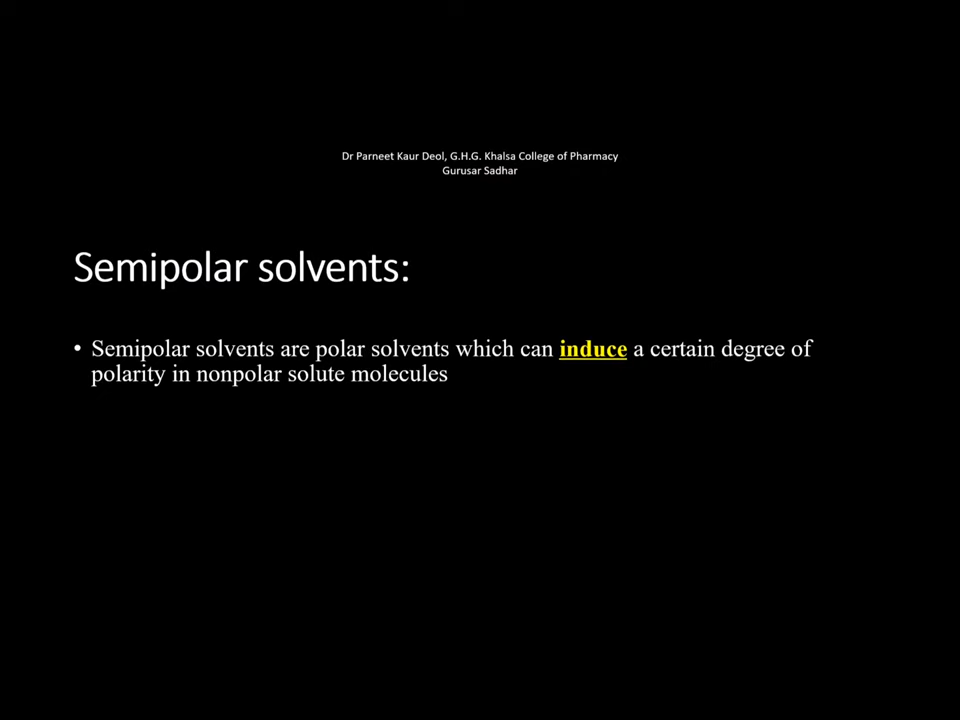 Dr Parneet Kaur Deol, G.H.G. Khalsa College of Pharmacy
Gurusar Sadhar
Semipolar solvents:
• Semipolar solvents are polar solvents which can induce a certain degree of
polarity in nonpolar solute molecules